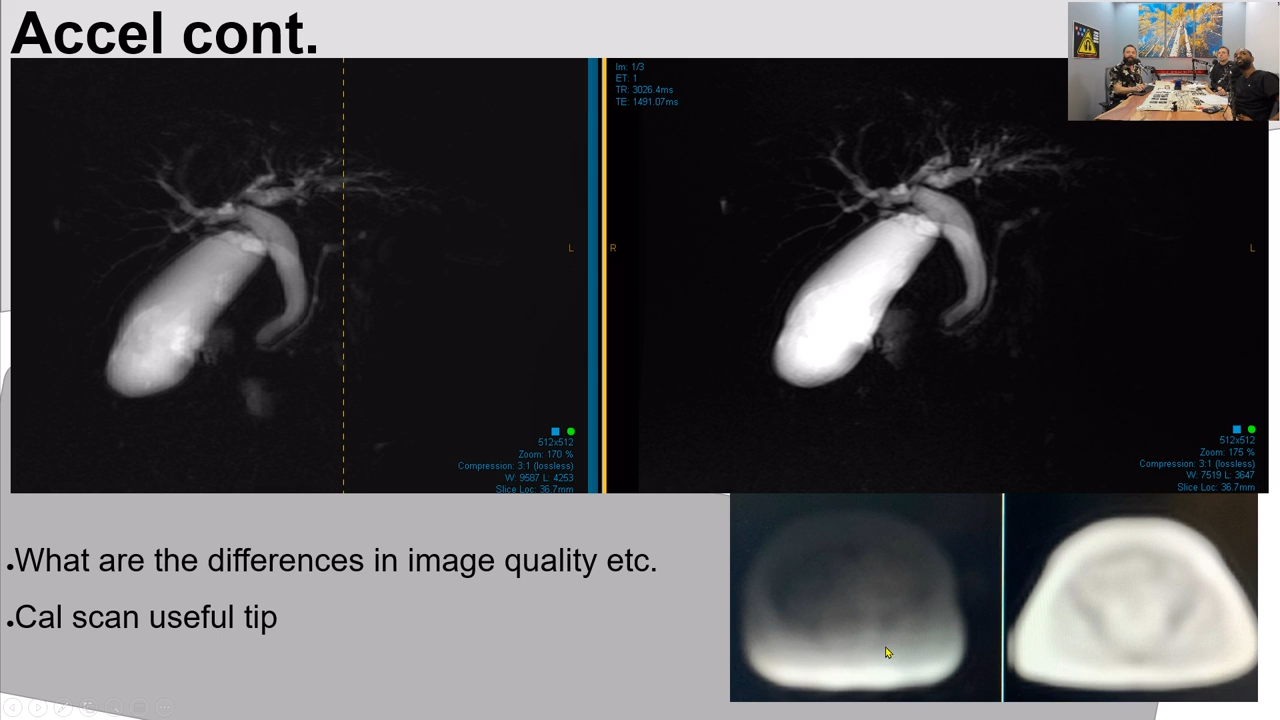 Accel cont.
Im: 1/3
ET: 1
TR: 3026.4ms
TE: 1491.07ms
L
R
L
512x512
Zoom: 170 %
Compression: 3:1 (lossless)
W: 9587 L: 4253
Slice Loc: 36.7mm
512x512
Zoom: 175 %
Compression: 3:1 (lossless)
W: 7519 L: 3647
Slice Loc: 36.7mm
•What are the differences in image quality etc.
•Cal scan useful tip